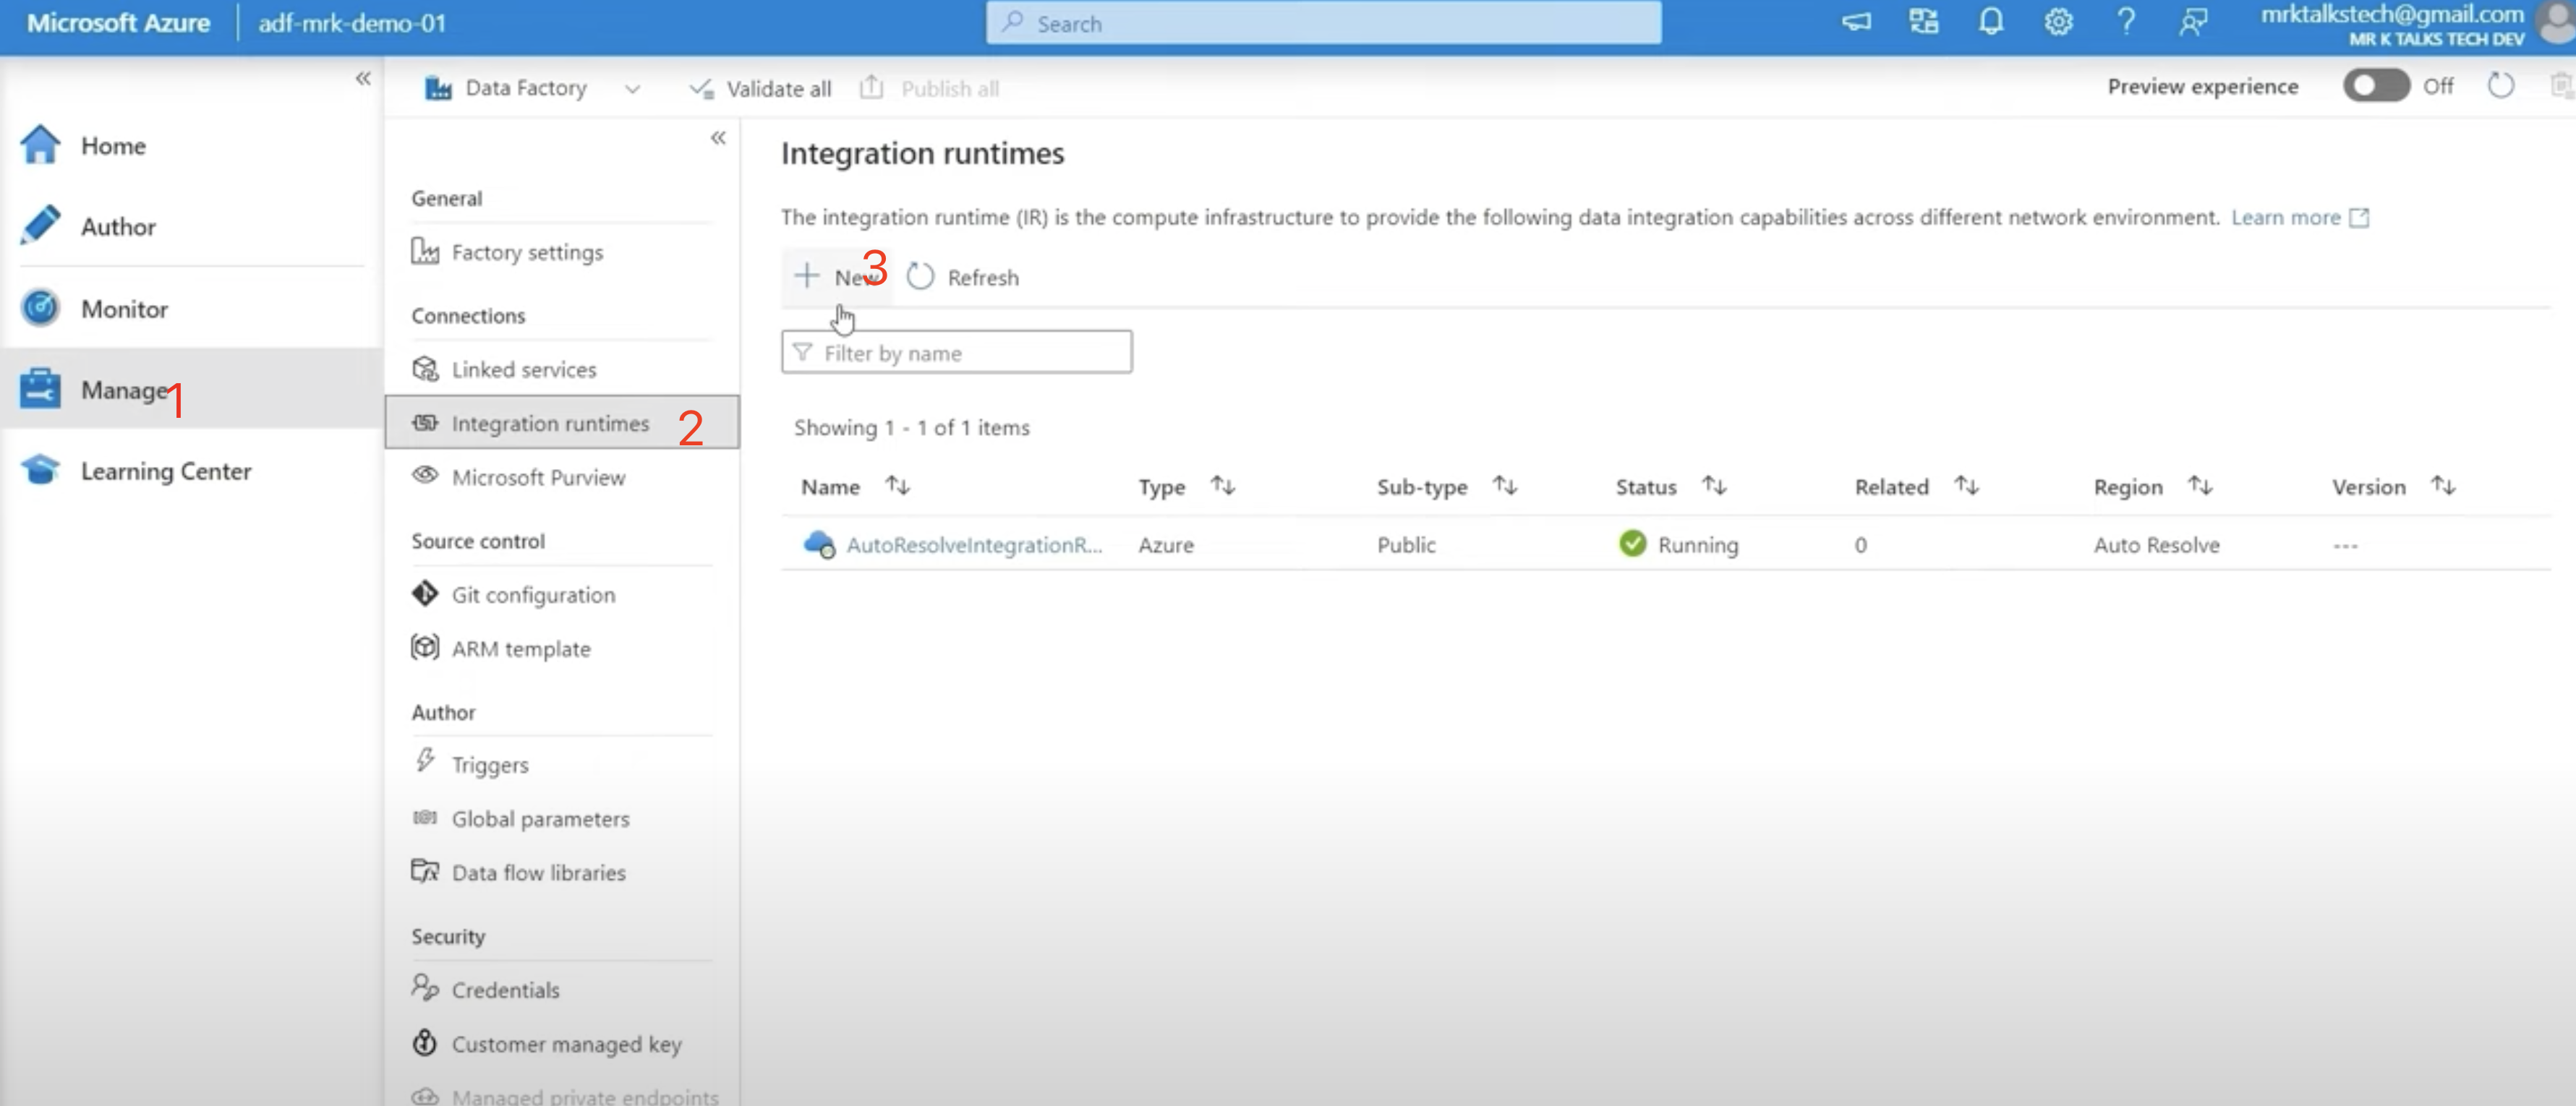 Microsoft Azure
adf-mrk-demo-01
Search
mrktalkstech@gmail.com
MR K TALKS TECH DEV
Home
Author
Monitor
Manage
1
Learning Center
Data Factory
Validate all
Publish all
Preview experience
Off
General
Factory settings
Connections
Linked services
Integration runtimes
2
Microsoft Purview
Source control
Git configuration
ARM template
Author
Triggers
Global parameters
Data flow libraries
Security
Credentials
Customer managed key
Managed private endpoints
Integration runtimes
The integration runtime (IR) is the compute infrastructure to provide the following data integration capabilities across different network environment. Learn more
New
3
Refresh
Filter by name
Showing 1 - 1 of 1 items
Name Type Sub-type Status Related Region Version
AutoResolveIntegrationR... Azure Public Running 0 Auto Resolve ---